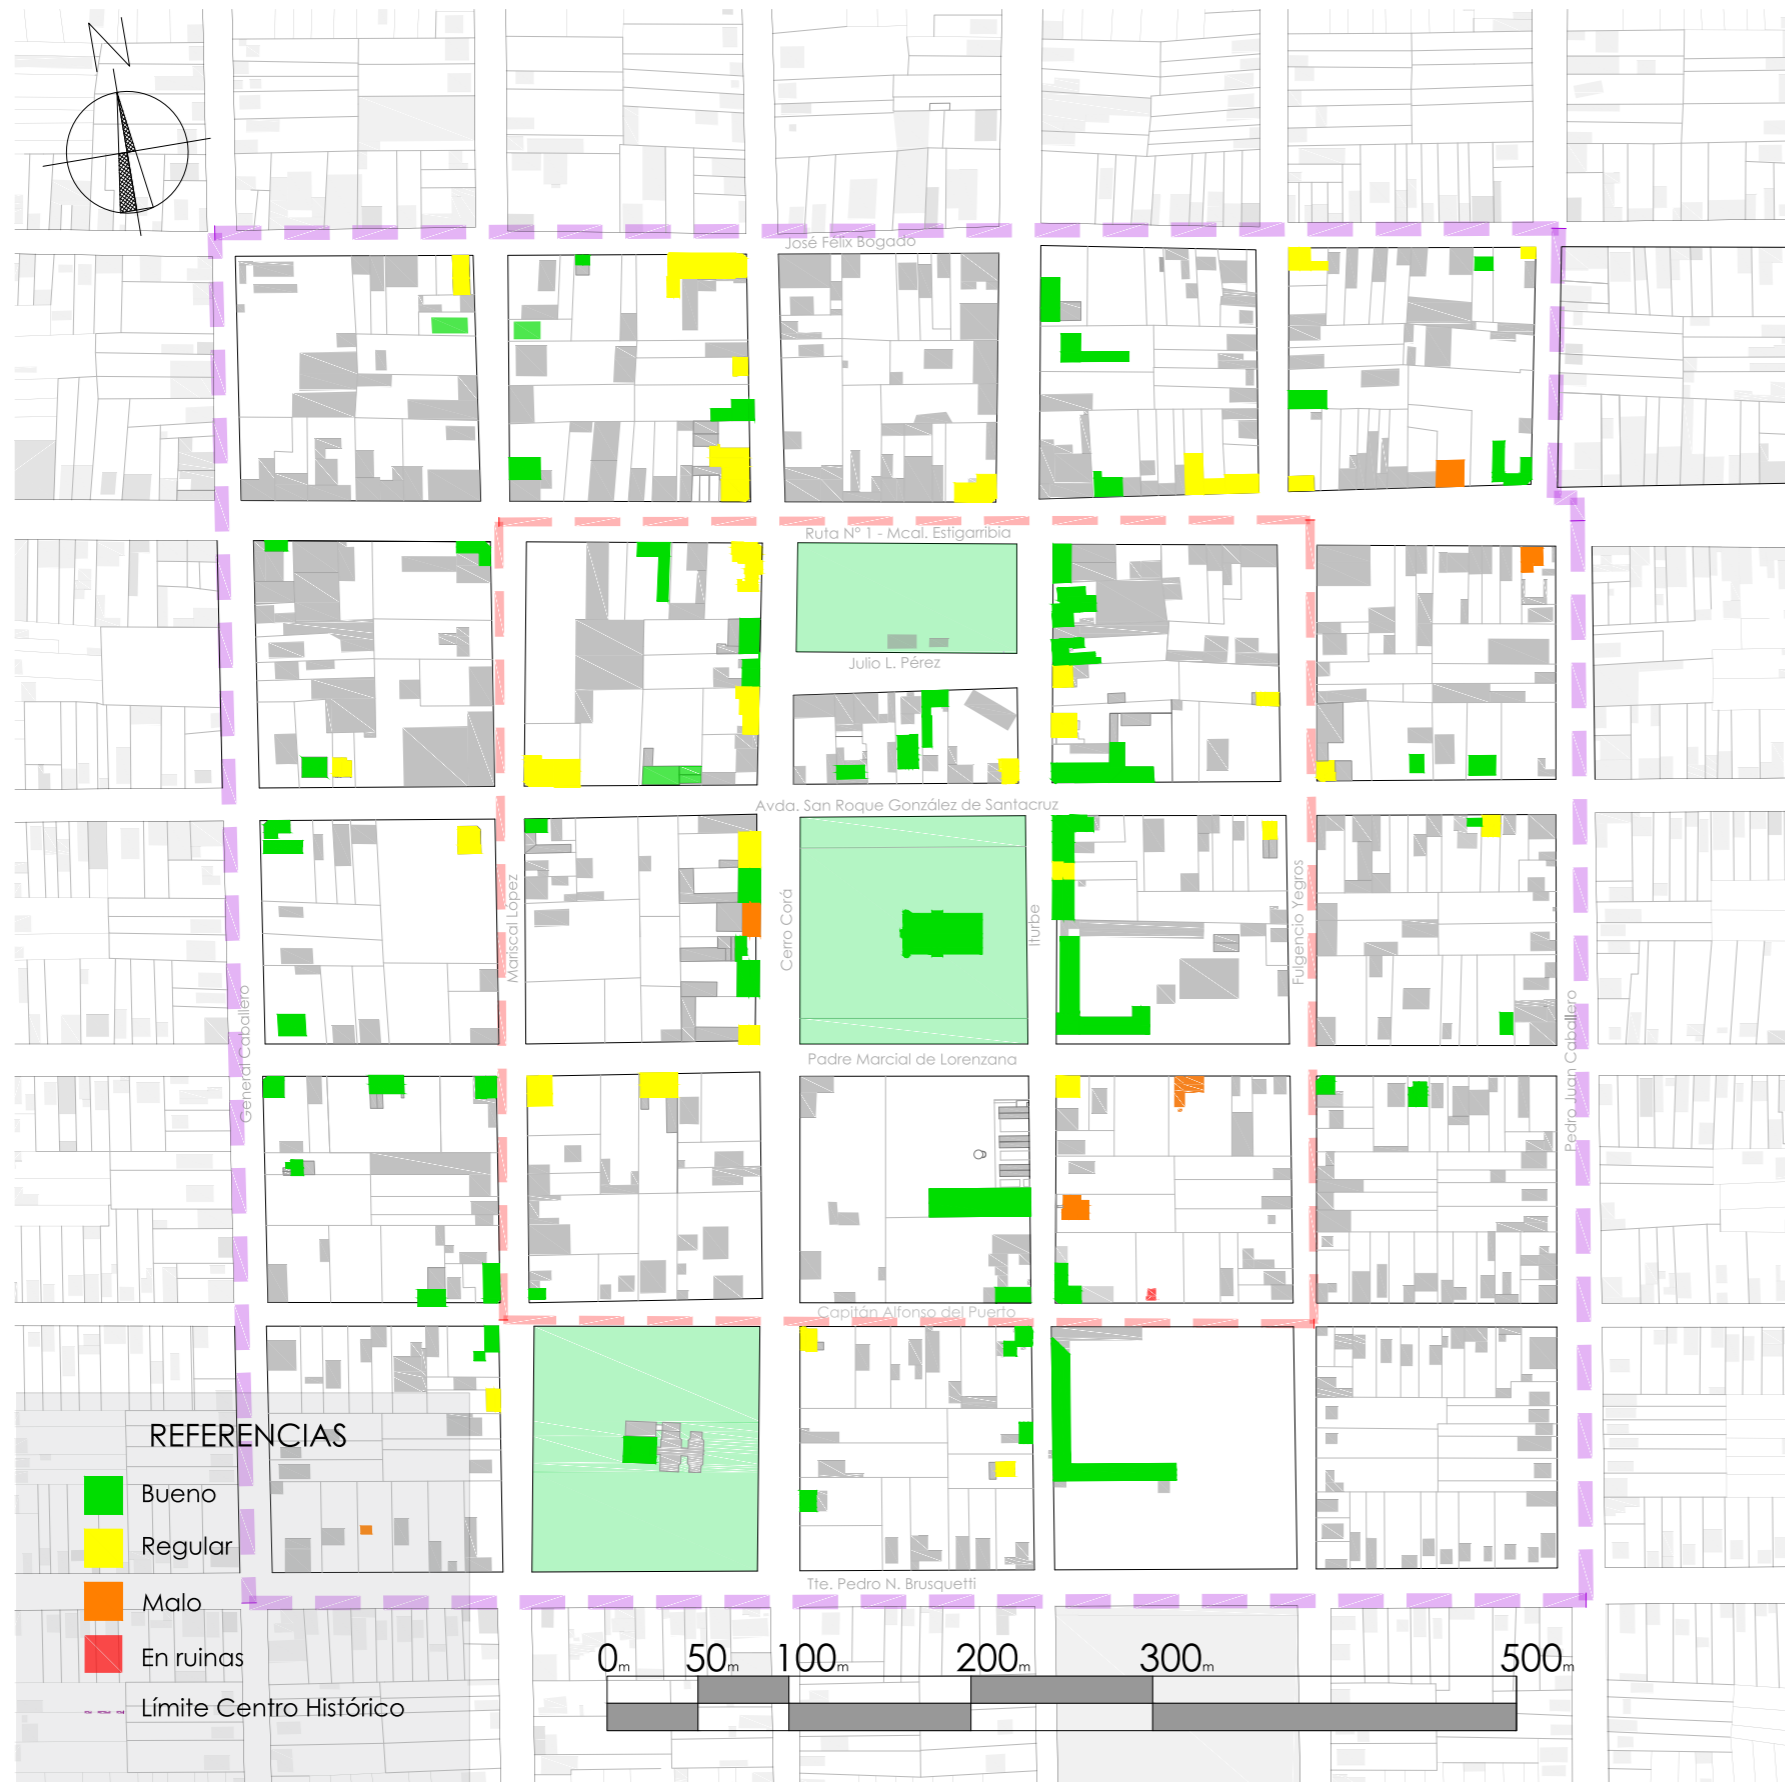 N
José Félix Bogado
Ruta Nº 1 - Mcal. Estigarribia
Julio L. Pérez
Avda. San Roque González de Santacruz
Mariscal López
Cerro Corá
Iturbe
Fulgencio Yegros
General Caballero
Pedro Juan Caballero
Padre Marcial de Lorenzana
Capitán Alfonso del Puerto
Tte. Pedro N. Brusquetti
REFERENCIAS
Bueno
Regular
Malo
En ruinas
Límite Centro Histórico
0m 50m 100m 200m 300m 500m